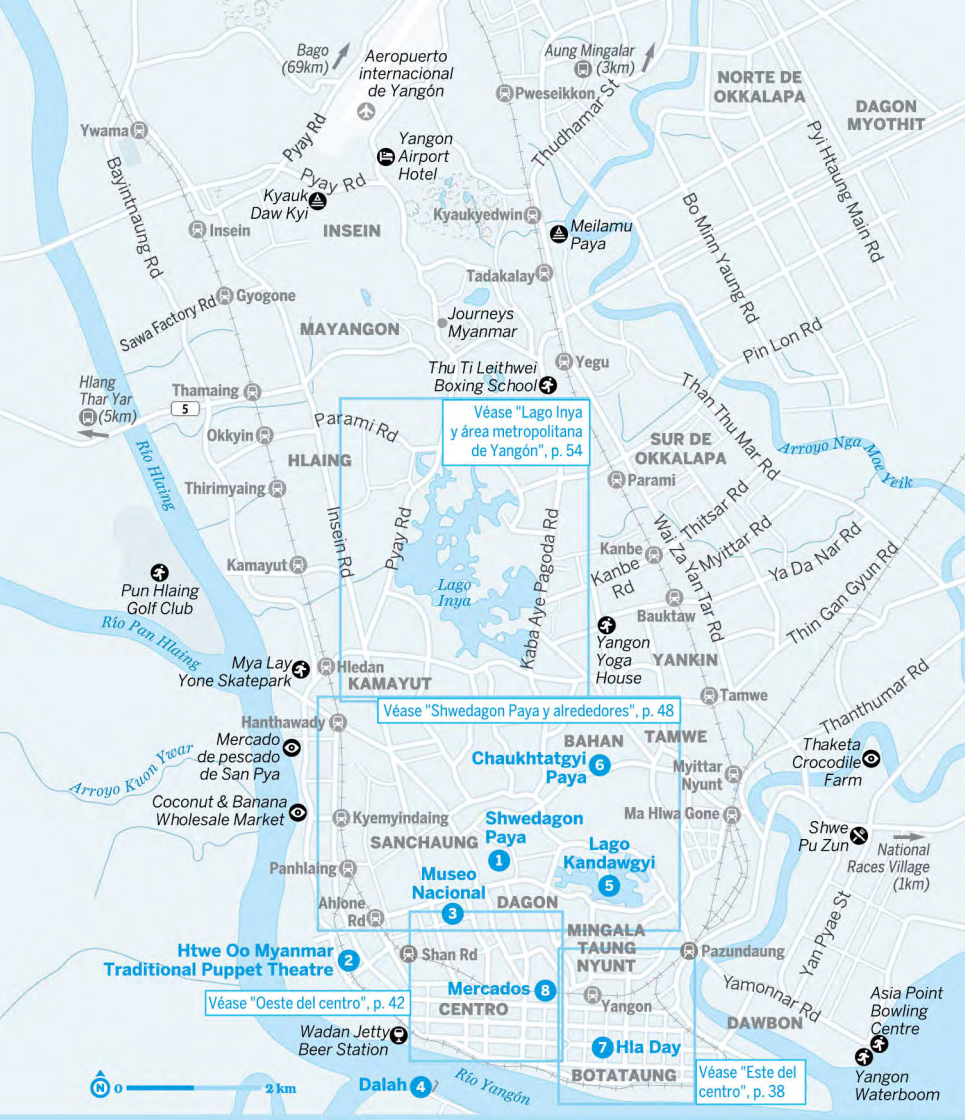 Bago
(69km)
Aeropuerto
internacional
de Yangón
Aung Mingalar
(3km)
NORTE DE
OKKALAPA
DAGON
MYOTHIT
Pweseikkon
Thudhamar St
Ywama
Pyay Rd
Yangon
Airport
Hotel
Pyi Htaung Main Rd
Bayintnaung Rd
Pyay Rd
Kyauk
Daw Kyi
Insein
INSEIN
Kyaukyedwin
Meilamu
Paya
Bo Minn Yaung Rd
Tadakalay
Gyogone
Sawa Factory Rd
MAYANGON
Journeys
Myanmar
Pin Lon Rd
Thu Ti Leithwei
Boxing School
Yegu
Hlang
Thar Yar
(5km)
Thamaing
5
Than Thu Mar Rd
Parami Rd
Véase "Lago Inya
y área metropolitana
de Yangón", p. 54
Okkyin
HLAING
SUR DE
OKKALAPA
Arroyo Nga Moe Yeik
Río Hlaing
Thirimyaing
Parami
Insein Rd
Pyay Rd
Kaba Aye Pagoda Rd
Wai Za Yan Tar Rd
Thitsar Rd
Myittar Rd
Ya Da Nar Rd
Thin Gan Gyun Rd
Kanbe
Kanbe
Rd
Kamayut
Pun Hlaing
Golf Club
Lago
Inya
Bauktaw
Río Pan Hlaing
Yangon
Yoga
House
YANKIN
Mya Lay
Yone Skatepark
Hledan
KAMAYUT
Tamwe
Thanthumar Rd
Véase "Shwedagon Paya y alrededores", p. 48
Hanthawady
Mercado
de pescado
de San Pya
Arroyo Kuon Ywar
BAHAN
TAMWE
Chaukhtatgyi
Paya
6
Myittar
Nyunt
Thaketa
Crocodile
Farm
Coconut & Banana
Wholesale Market
Kyemyindaing
SANCHAUNG
Shwedagon
Paya
1
Ma Hlwa Gone
Lago
Kandawgyi
5
Shwe
Pu Zun
National
Races Village
(1km)
Panhlaing
Museo
Nacional
3
DAGON
Ahlone
Rd
MINGALA
TAUNG
NYUNT
Yan Pyae St
Htwe Oo Myanmar
Traditional Puppet Theatre
2
Shan Rd
Pazundaung
Mercados
8
Yangon
Yamonnar Rd
Véase "Oeste del centro", p. 42
CENTRO
DAWBON
Asia Point
Bowling
Centre
Wadan Jetty
Beer Station
7
Hla Day
BOTATAUNG
Véase "Este del
centro", p. 38
Yangon
Waterboom
N
0
2 km
Dalah
4
Río Yangón